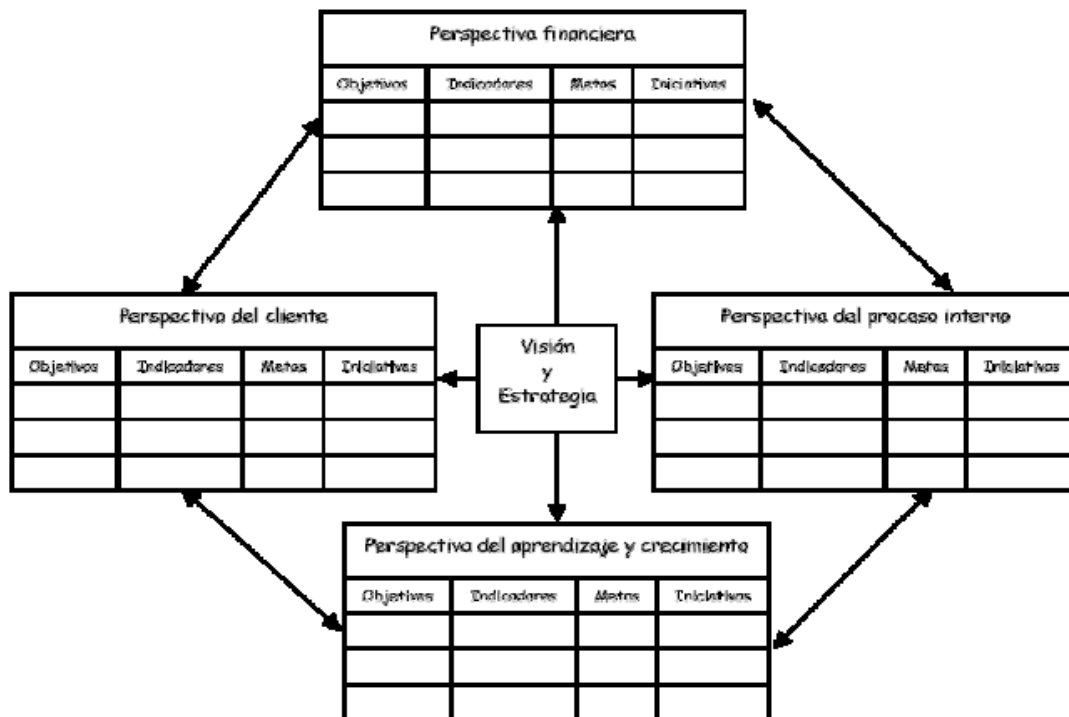 Perspectiva financiera
Objetivos Indicadores Metas Iniciativas
Perspectiva del cliente
Objetivos Indicadores Metas Iniciativas
Visión
y
Estrategia
Perspectiva del proceso interno
Objetivos Indicadores Metas Iniciativas
Perspectiva del aprendizaje y crecimiento
Objetivos Indicadores Metas Iniciativas